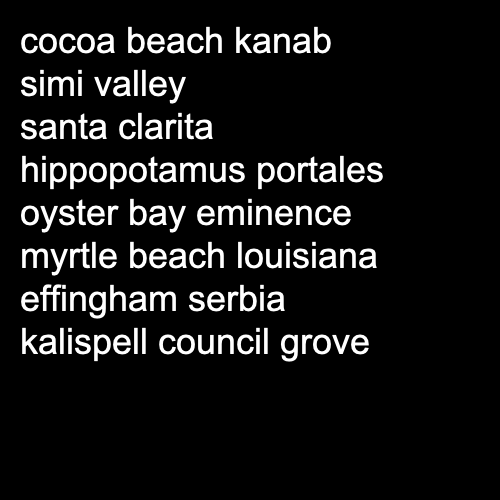 cocoa beach kanab
simi valley
santa clarita
hippopotamus portales
oyster bay eminence
myrtle beach louisiana
effingham serbia
kalispell council grove